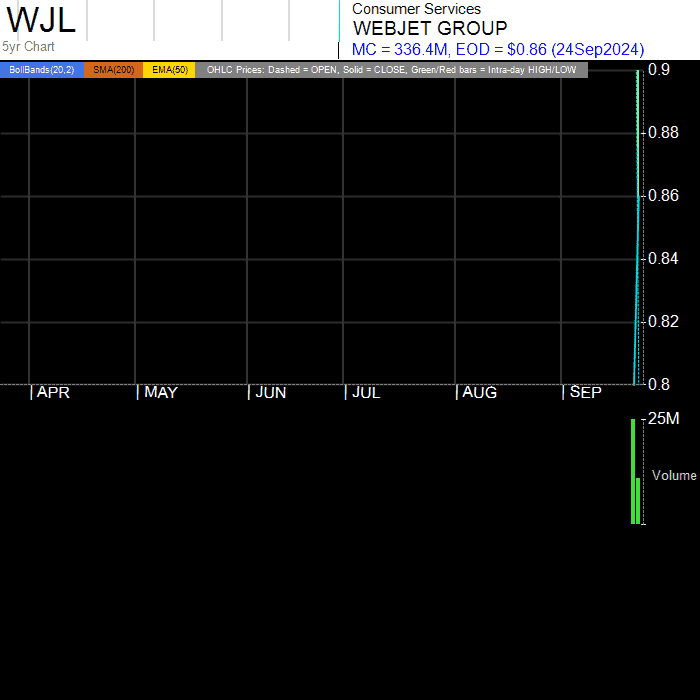 WJL
5yr Chart
Consumer Services
WEBJET GROUP
MC = 336.4M, EOD = $0.86 (24Sep2024)
BollBands(20,2) SMA(200) EMA(50) OHLC Prices: Dashed = OPEN, Solid = CLOSE, Green/Red bars = Intra-day HIGH/LOW
0.9
0.88
0.86
0.84
0.82
0.8
APR MAY JUN JUL AUG SEP
25M
Volume